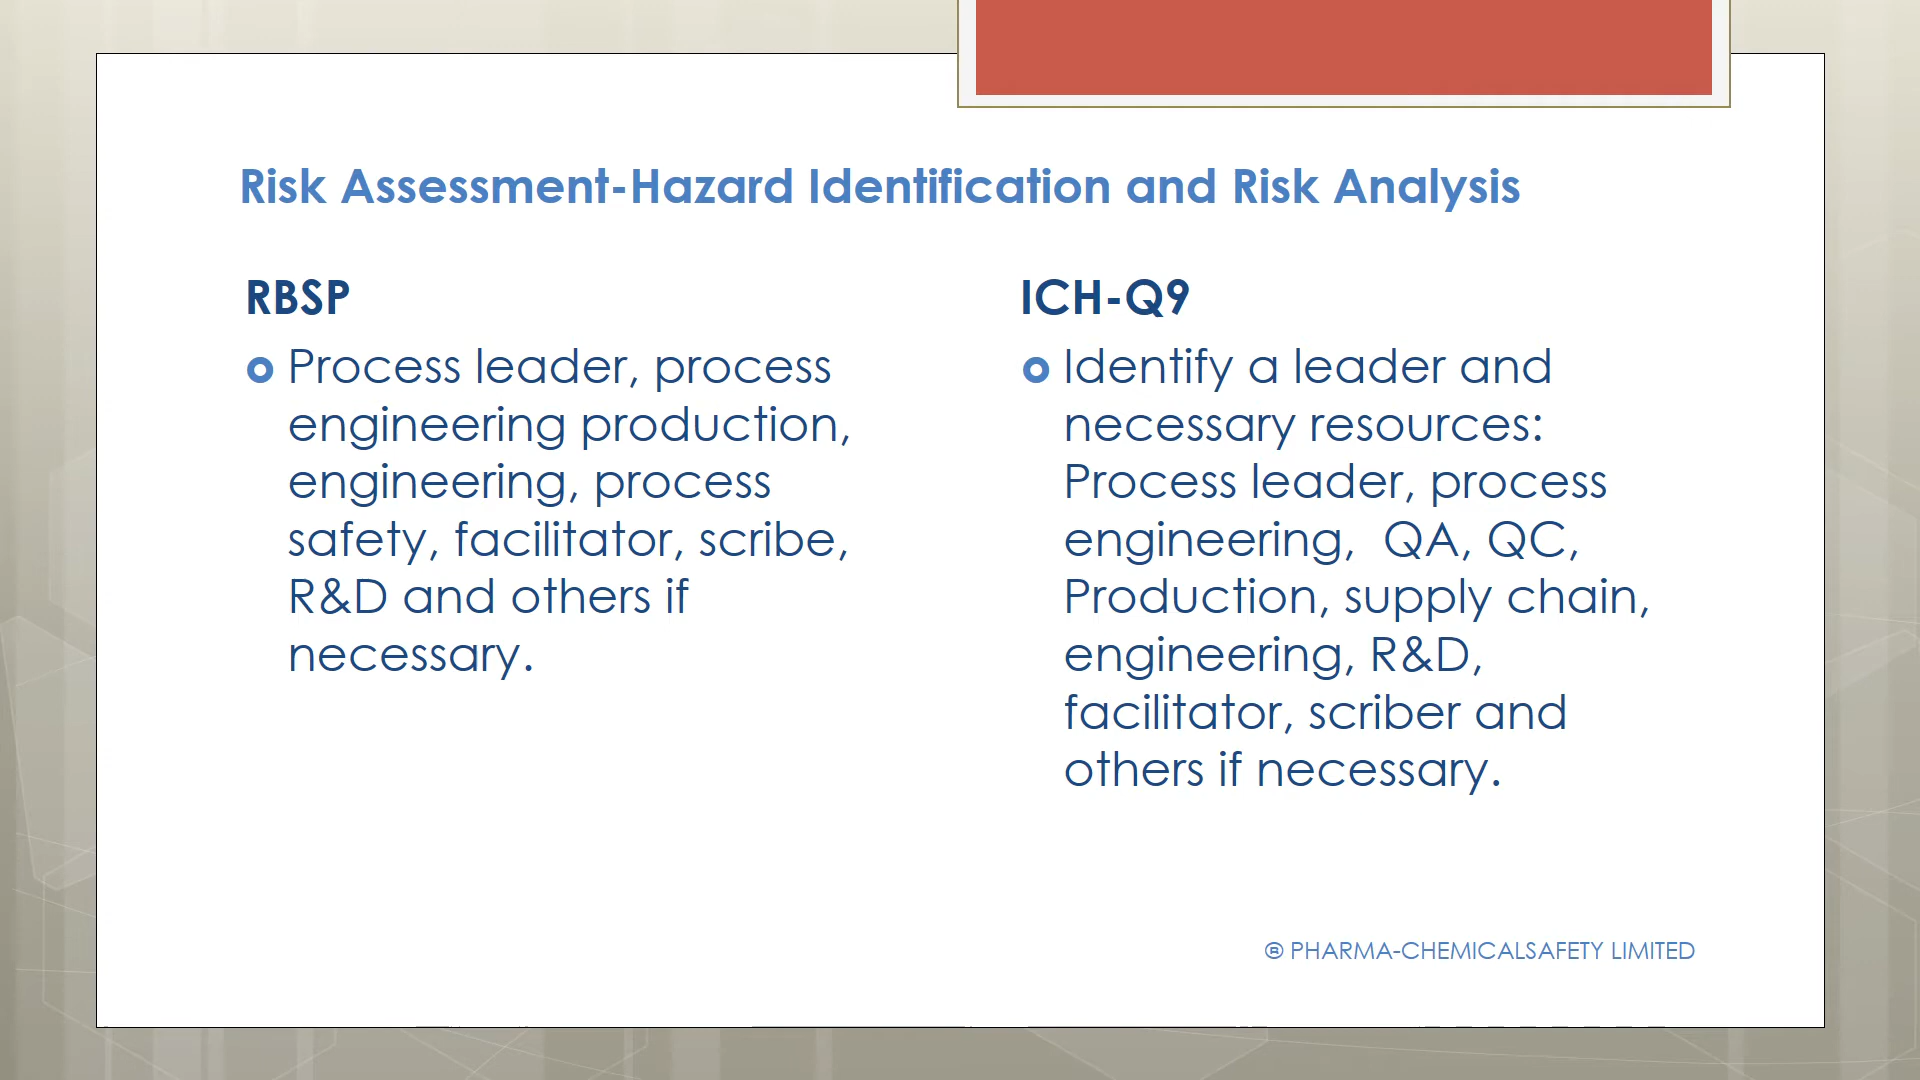 Risk Assessment-Hazard Identification and Risk Analysis
RBSP
Process leader, process
engineering production,
engineering, process
safety, facilitator, scribe,
R&D and others if
necessary.
ICH-Q9
Identify a leader and
necessary resources:
Process leader, process
engineering,  QA, QC,
Production, supply chain,
engineering, R&D,
facilitator, scriber and
others if necessary.
® PHARMA-CHEMICALSAFETY LIMITED